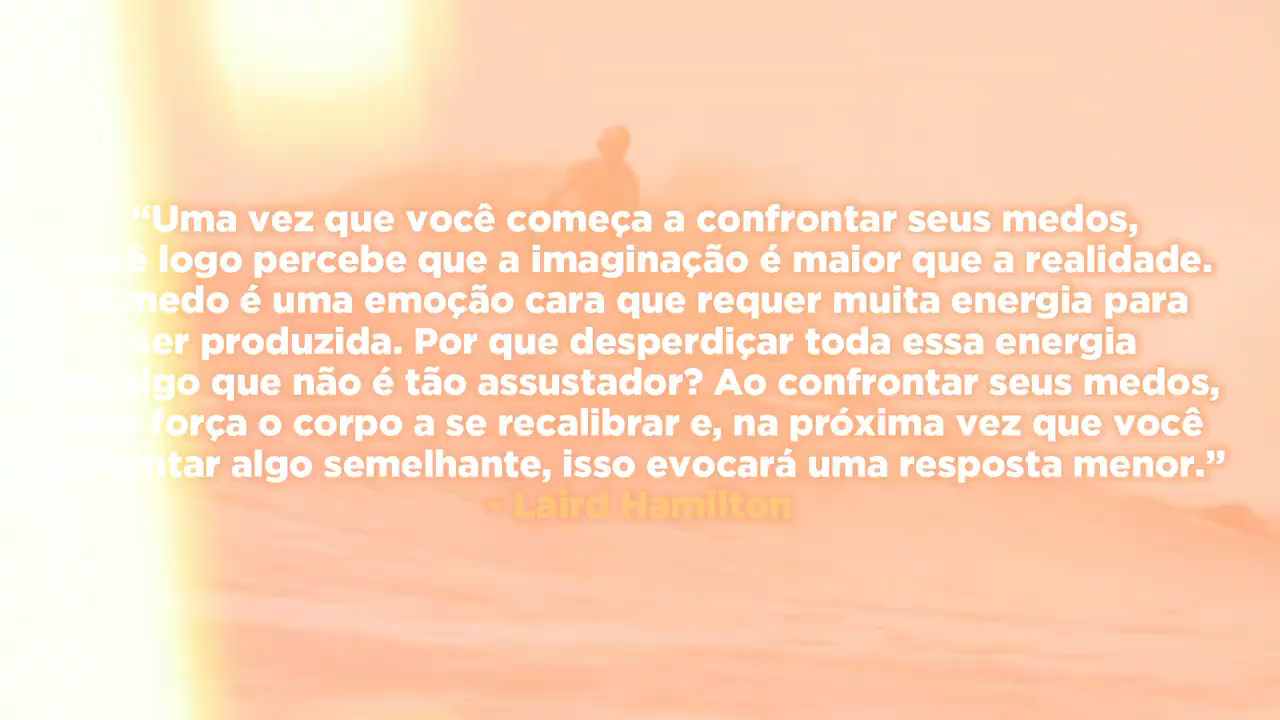 “Uma vez que você começa a confrontar seus medos,
logo percebe que a imaginação é maior que a realidade.
medo é uma emoção cara que requer muita energia para
ser produzida. Por que desperdiçar toda essa energia
algo que não é tão assustador? Ao confrontar seus medos,
força o corpo a se recalibrar e, na próxima vez que você
algo semelhante, isso evocará uma resposta menor.”
- Laird Hamilton